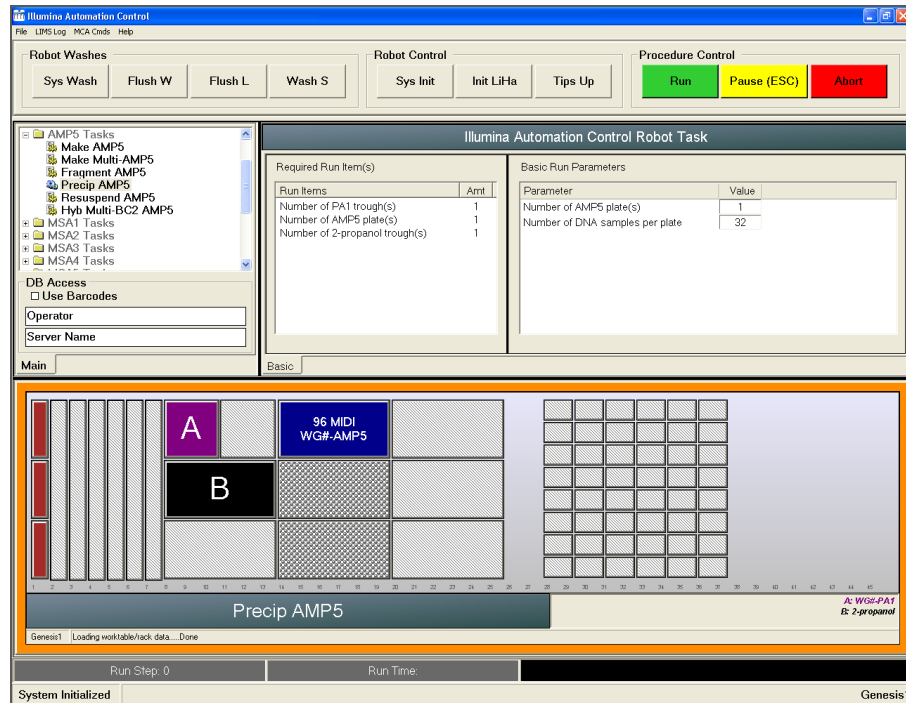 Illumina Automation Control
File LIMS Log MCA Cmds Help
Robot Washes
Sys Wash Flush W Flush L Wash S
Robot Control
Sys Init Init LiHa Tips Up
Procedure Control
Run Pause (ESC) Abort
AMP5 Tasks
Make AMP5
Make Multi-AMP5
Fragment AMP5
Precip AMP5
Resuspend AMP5
Hyb Multi-BC2 AMP5
MSA1 Tasks
MSA2 Tasks
MSA3 Tasks
MSA4 Tasks
DB Access
Use Barcodes
Operator
Server Name
Main
Illumina Automation Control Robot Task
Required Run Item(s)
Run Items Amt
Number of PA1 trough(s) 1
Number of AMP5 plate(s) 1
Number of 2-propanol trough(s) 1
Basic Run Parameters
Parameter Value
Number of AMP5 plate(s) 1
Number of DNA samples per plate 32
Basic
A
96 MIDI
WG#-AMP5
B
1 2 3 4 5 6 7 8 9 10 11 12 13 14 15 16 17 18 19 20 21 22 23 24 25 26 27 28 29 30 31 32 33 34 35 36 37 38 39 40 41 42 43 44 45
Precip AMP5
A: WG#-PA1
B: 2-propanol
Genesis1 Loading worktable/rack data.....Done
Run Step: 0 Run Time:
System Initialized Genesis1